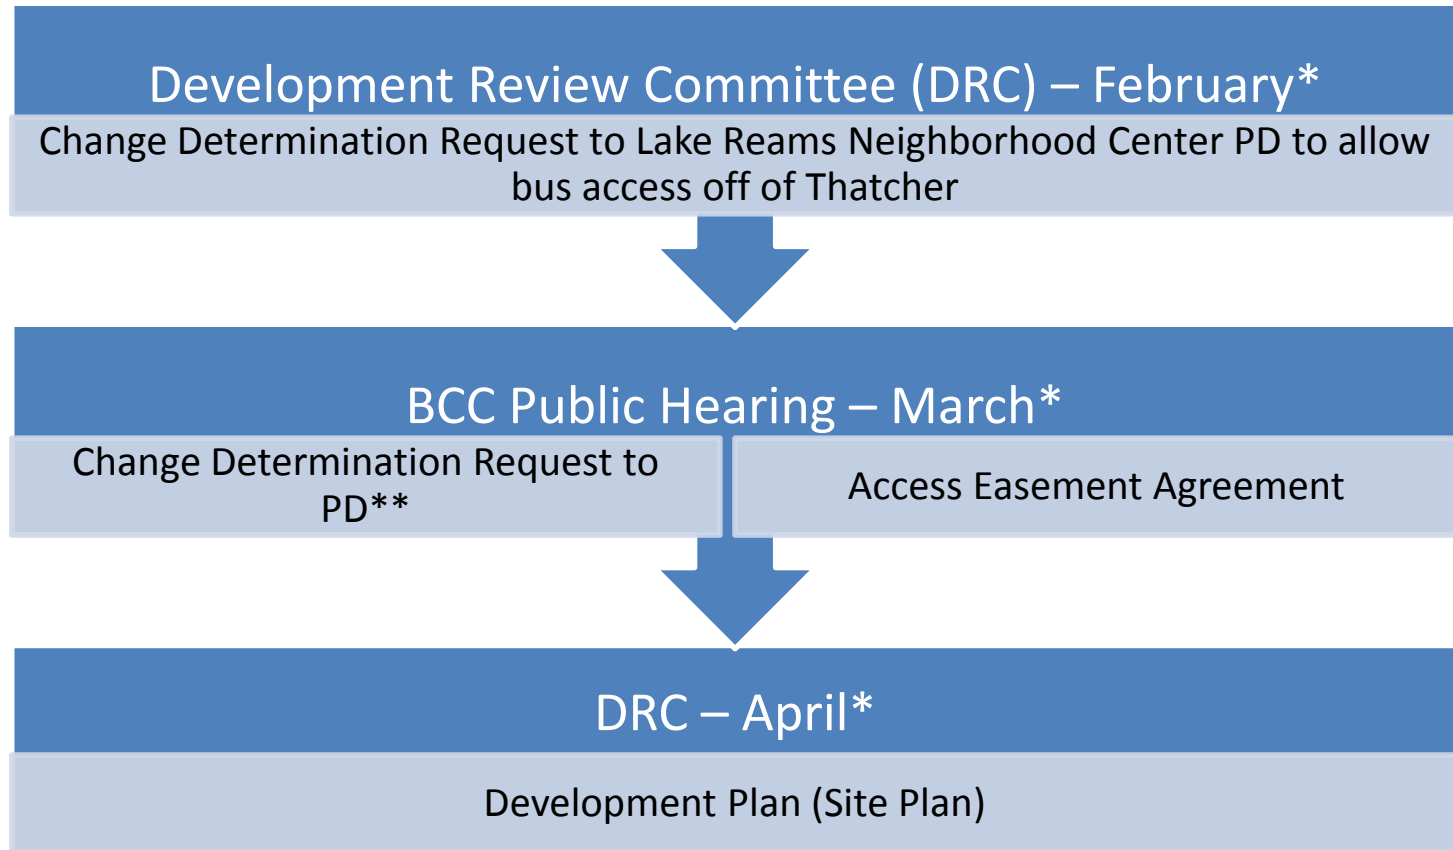 Development Review Committee (DRC) – February*
Change Determination Request to Lake Reams Neighborhood Center PD to allow
bus access off of Thatcher
BCC Public Hearing – March*
Change Determination Request to
PD**
Access Easement Agreement
DRC – April*
Development Plan (Site Plan)